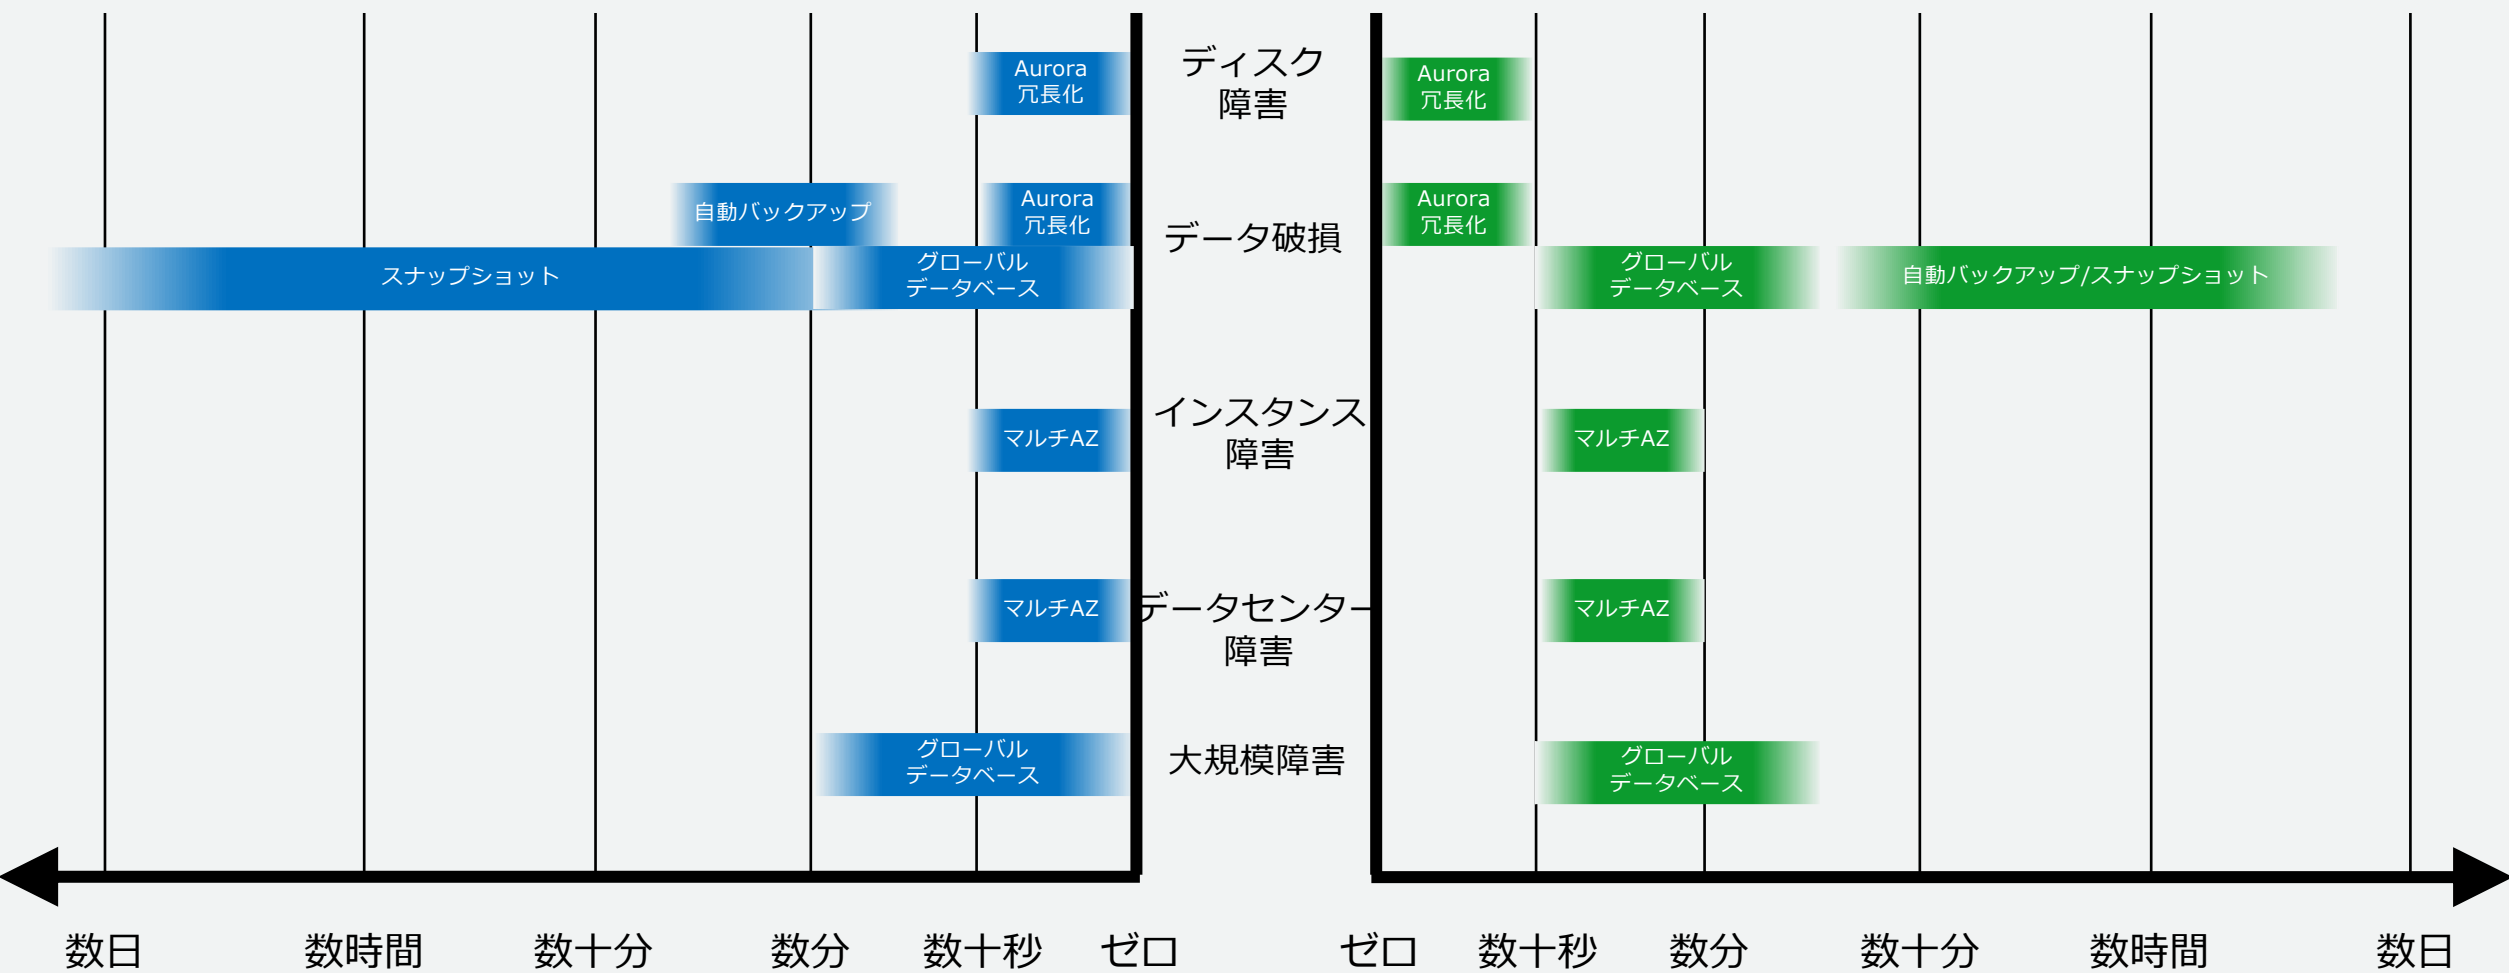 Aurora
冗長化
ディスク
障害
Aurora
冗長化
自動バックアップ
Aurora
冗長化
データ破損
Aurora
冗長化
スナップショット
グローバル
データベース
グローバル
データベース
自動バックアップ/スナップショット
マルチAZ
インスタンス
障害
マルチAZ
マルチAZ
データセンター
障害
マルチAZ
グローバル
データベース
大規模障害
グローバル
データベース
数日
数時間
数十分
数分
数十秒
ゼロ
ゼロ
数十秒
数分
数十分
数時間
数日